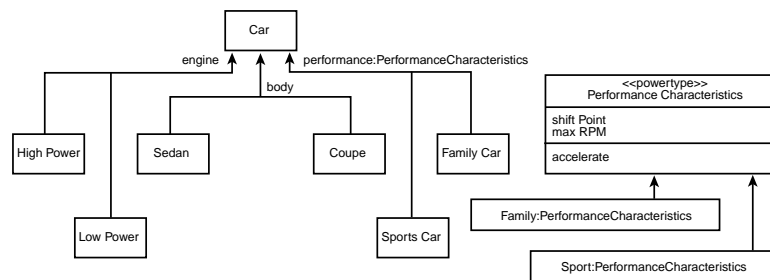 Car
engine
performance:PerformanceCharacteristics
body
<<powertype>>
Performance Characteristics
shift Point
max RPM
accelerate
High Power
Sedan
Coupe
Family Car
Low Power
Sports Car
Family:PerformanceCharacteristics
Sport:PerformanceCharacteristics